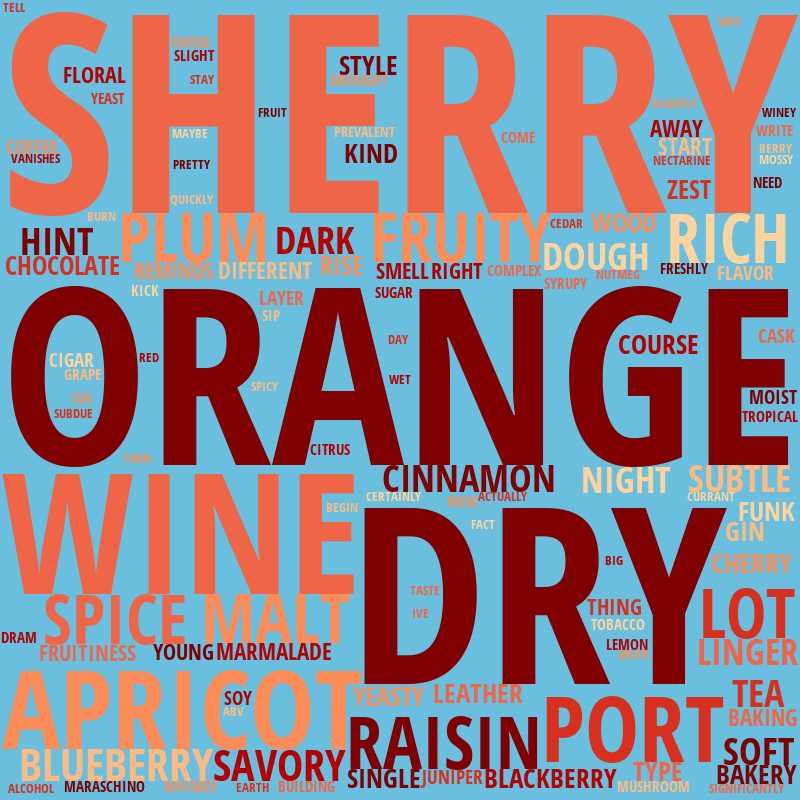 TELL
SHERRY
TOFFEE
WAY
SLIGHT
STYLE
FLORAL
STAY
BROUGHT
YEAST
FRUIT
SLIGHTLY
WINEY
MAYBE
PREVALENT
COME
AWAY
WRITE
COFFEE
START
BERRY
VANISHES
PRETTY
KIND
NECTARINE
MOSSY
ZEST
NEED
QUICKLY
BURN
PLUM
FRUITY
CEDAR
WOOD
RICH
HINT
DARK
DOUGH
CHOCOLATE
REMINDS
DIFFERENT
RISE
SMELL
RIGHT
COMPLEX
NUTMEG
FRESHLY
FLAVOR
SYRUPY
ORANGE
KICK
LAYER
SUGAR
SIP
DAY
COURSE
CASK
CIGAR
RED
GRAPE
SPICY
WET
ISH
MOIST
SUBDUE
TROPICAL
CITRUS
TURN
WINE
CINNAMON
NIGHT
SUBTLE
CERTAINLY
NOSE
ACTUALLY
CURRANT
BEGIN
DRY
FUNK
FACT
GIN
BIG
CHERRY
TASTE
SPICE
MALT
THING
LOT
IVE
TOBACCO
DRAM
FRUITINESS
YOUNG
MARMALADE
LEMON
LINGER
APRICOT
SOY
YEASTY
LEATHER
TEA
ABV
PORT
BAKING
RAISIN
BLUEBERRY
SAVORY
SOFT
SINGLE
JUNIPER
BLACKBERRY
TYPE
BAKERY
ALCOHOL
MARASCHINO
WHISKEY
EARTH
BUILDING
MUSHROOM
SIGNIFICANTLY